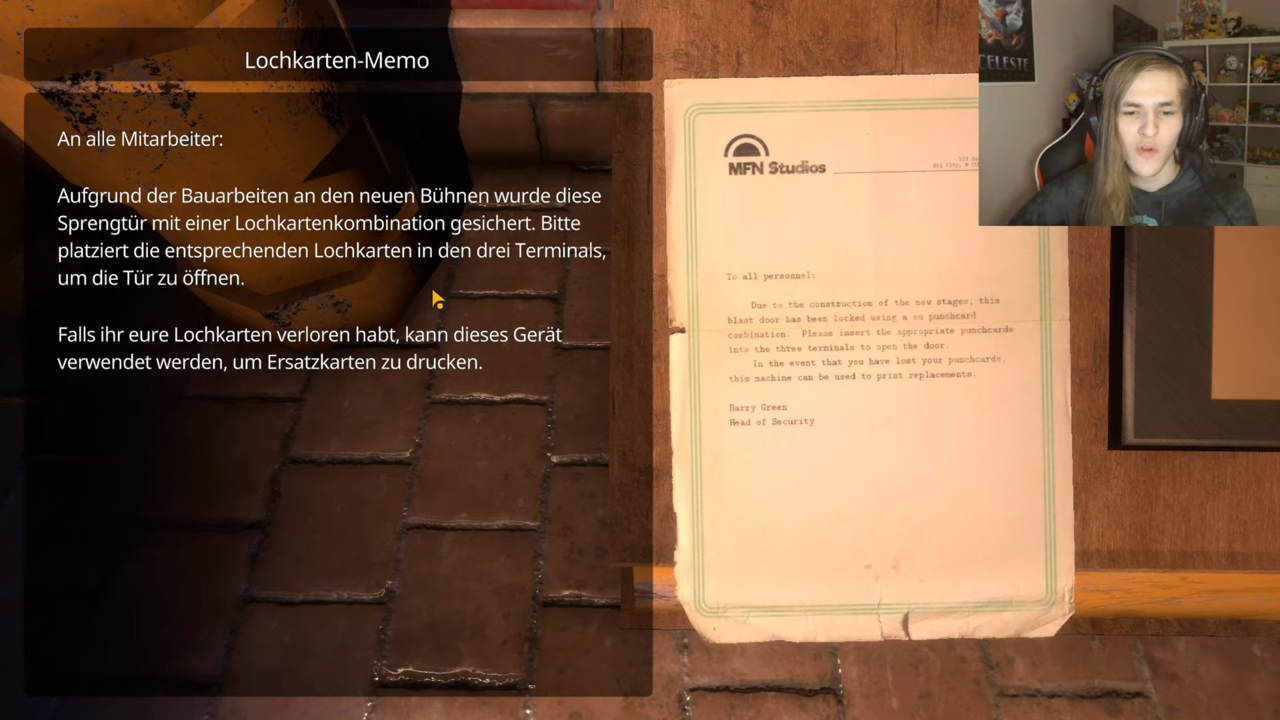 Lochkarten-Memo
An alle Mitarbeiter:
Aufgrund der Bauarbeiten an den neuen Bühnen wurde diese
Sprengtür mit einer Lochkartenkombination gesichert. Bitte
platziert die entsprechenden Lochkarten in den drei Terminals,
um die Tür zu öffnen.
Falls ihr eure Lochkarten verloren habt, kann dieses Gerät
verwendet werden, um Ersatzkarten zu drucken.
MFN Studios
To all personnel:
Due to the construction of the new stages, this
blast door has been locked using a punchcard
combination. Please insert the appropriate punchcards
into the three terminals to open the door.
In the event that you have lost your punchcards,
this machine can be used to print replacements.
Barry Green
Head of Security
CELESTE